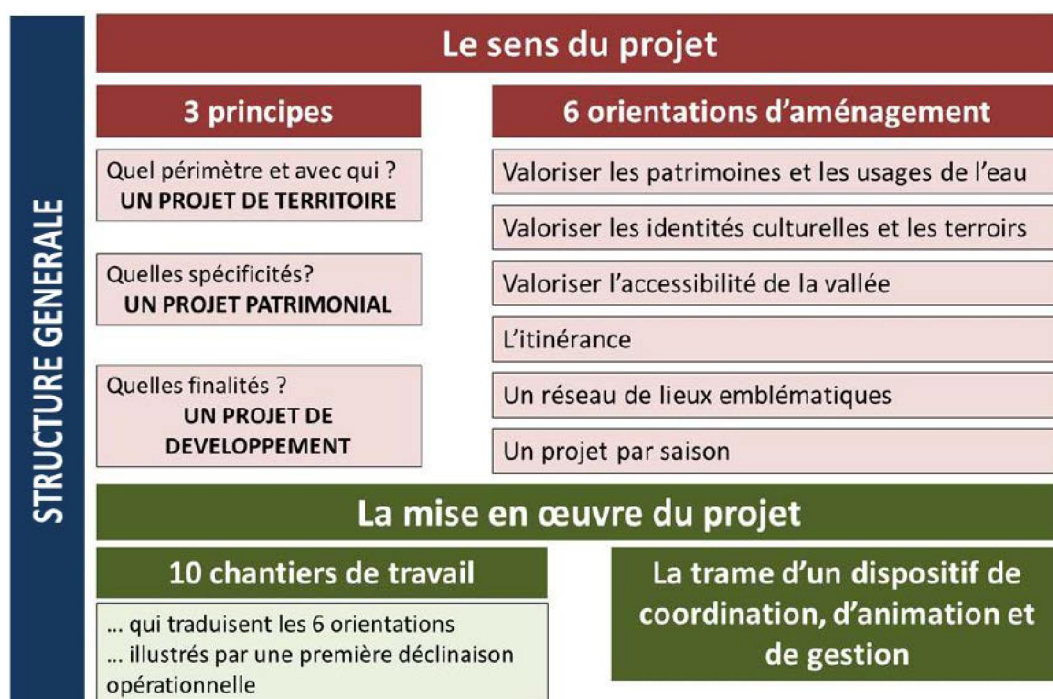 STRUCTURE GENERALE
Le sens du projet
3 principes
Quel périmètre et avec qui ?
UN PROJET DE TERRITOIRE
Quelles spécificités?
UN PROJET PATRIMONIAL
Quelles finalités ?
UN PROJET DE
DEVELOPPEMENT
6 orientations d'aménagement
Valoriser les patrimoines et les usages de l'eau
Valoriser les identités culturelles et les terroirs
Valoriser l'accessibilité de la vallée
L'itinérance
Un réseau de lieux emblématiques
Un projet par saison
La mise en œuvre du projet
10 chantiers de travail
... qui traduisent les 6 orientations
... illustrés par une première déclinaison
opérationnelle
La trame d'un dispositif de
coordination, d'animation et
de gestion